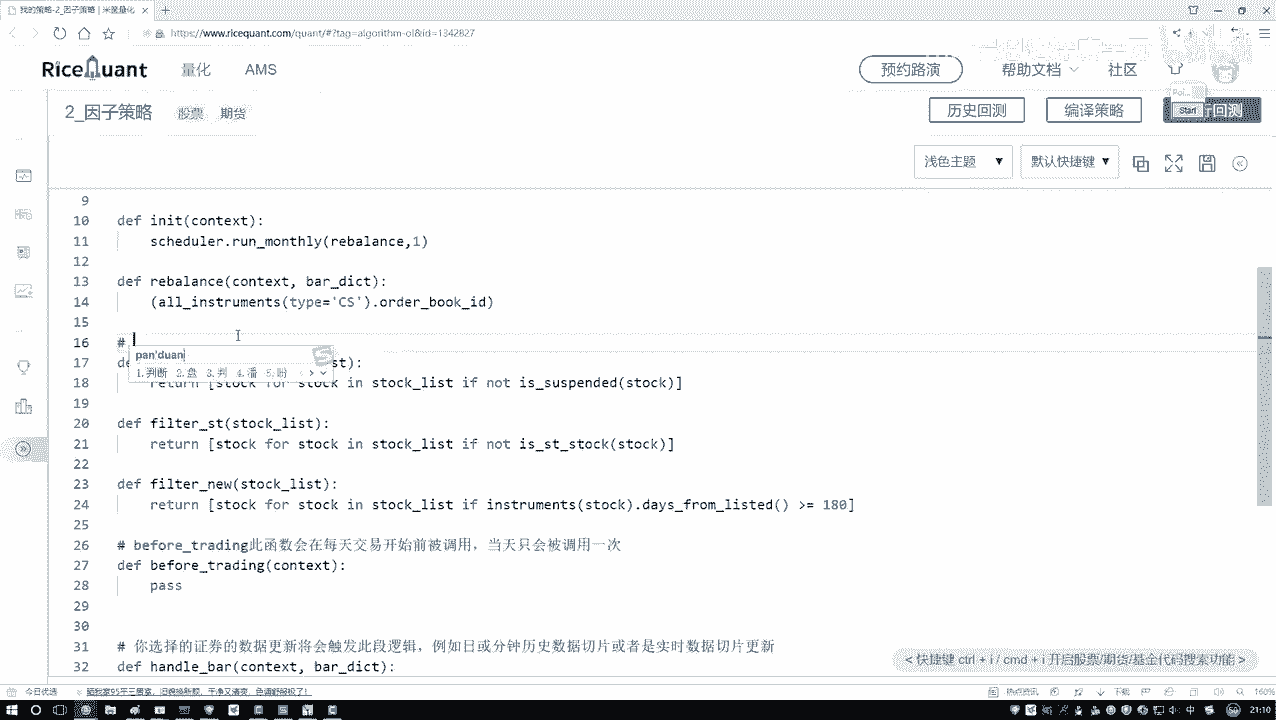 我的策略-2_因子策略 | 米筐量化
https://www.ricequant.com/quant/#?tag=algorithm-ol&id=1342827
RiceQuant 量化 AMS 预约路演 帮助文档 社区
Poi...
Start
2_因子策略 股票 期货 历史回测 编译策略 回测
浅色主题 默认快捷键
9
10 def init(context):
11 scheduler.run_monthly(rebalance,1)
12
13 def rebalance(context, bar_dict):
14 (all_instruments(type='CS').order_book_id)
15
16 #
pan'duan
1.判断 2.盘 3.判 4.潘 5.盼
17 de st):
18 return [stock for stock in stock_list if not is_suspended(stock)]
19
20 def filter_st(stock_list):
21 return [stock for stock in stock_list if not is_st_stock(stock)]
22
23 def filter_new(stock_list):
24 return [stock for stock in stock_list if instruments(stock).days_from_listed() >= 180]
25
26 # before_trading此函数会在每天交易开始前被调用，当天只会被调用一次
27 def before_trading(context):
28 pass
29
30
31 # 你选择的证券的数据更新将会触发此段逻辑，例如日或分钟历史数据切片或者是实时数据切片更新
32 def handle_bar(context, bar_dict):
< 快捷键 ctrl + i / cmd + i 开启股票/期货/基金代码搜索功能 >
今日优选 热点资讯 下载 160%
中 21:10